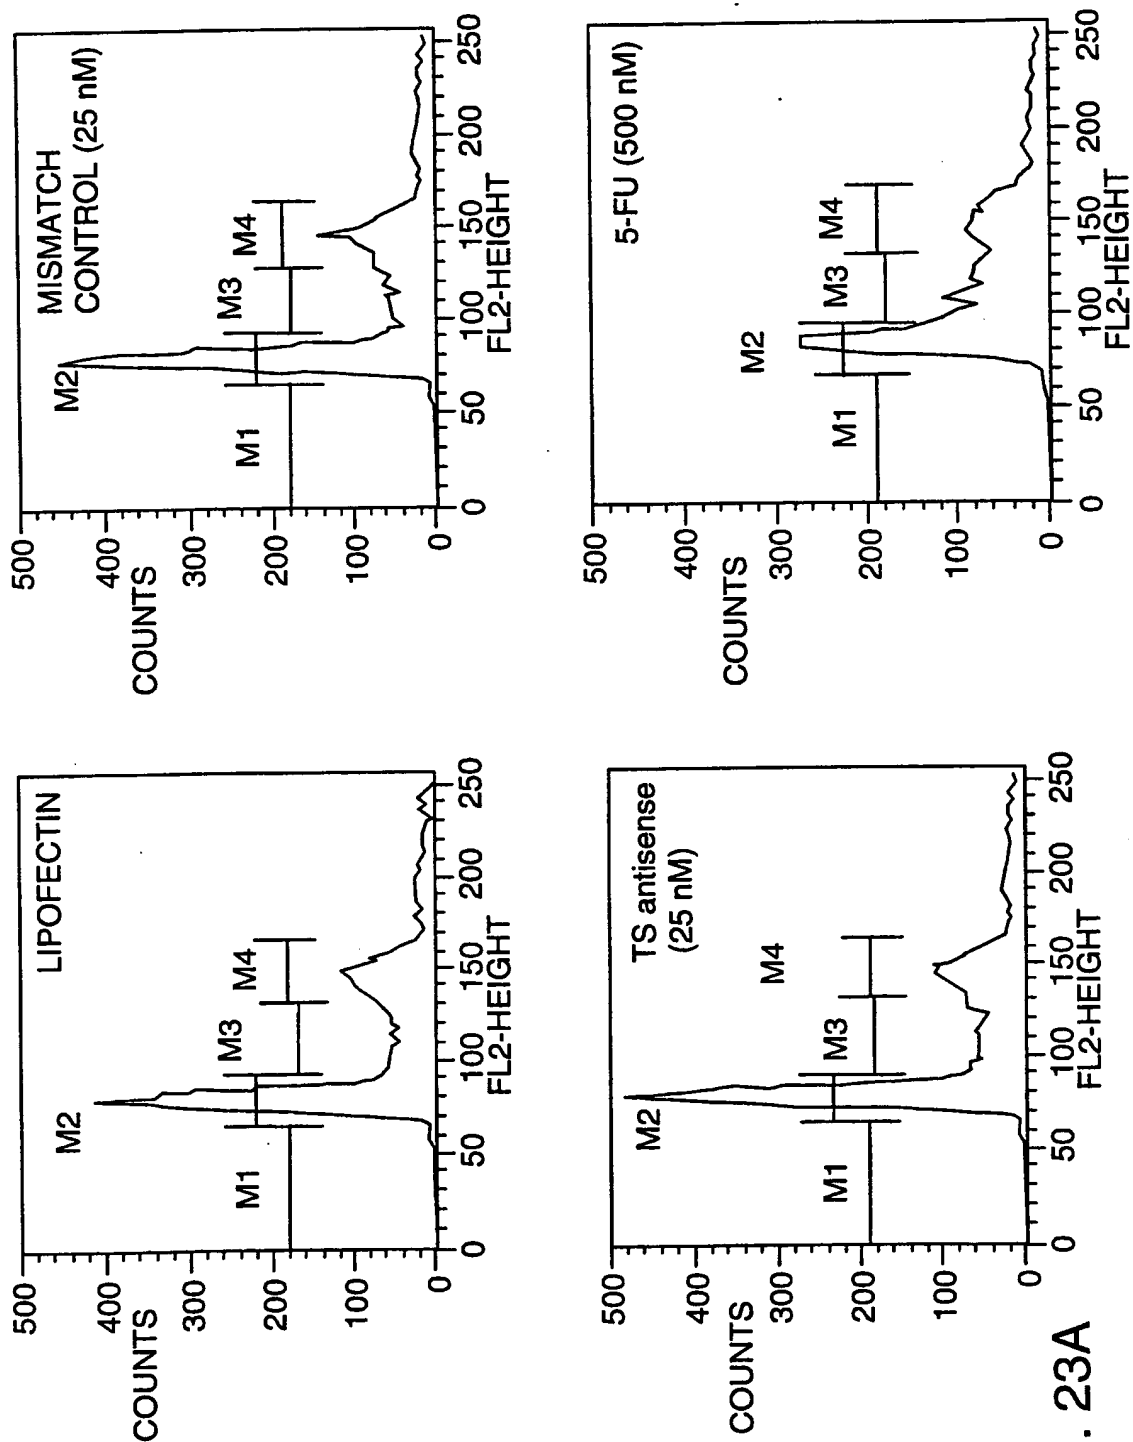 LIPOFECTIN
COUNTS
500
400
300
200
100
0
M1
M2
M3
M4
0
50
100
150
200
250
FL2-HEIGHT
MISMATCH
CONTROL (25 nM)
COUNTS
500
400
300
200
100
0
M1
M2
M3
M4
0
50
100
150
200
250
FL2-HEIGHT
TS antisense
(25 nM)
COUNTS
500
400
300
200
100
0
M1
M2
M3
M4
0
50
100
150
200
250
FL2-HEIGHT
5-FU (500 nM)
COUNTS
500
400
300
200
100
0
M1
M2
M3
M4
0
50
100
150
200
250
FL2-HEIGHT
. 23A